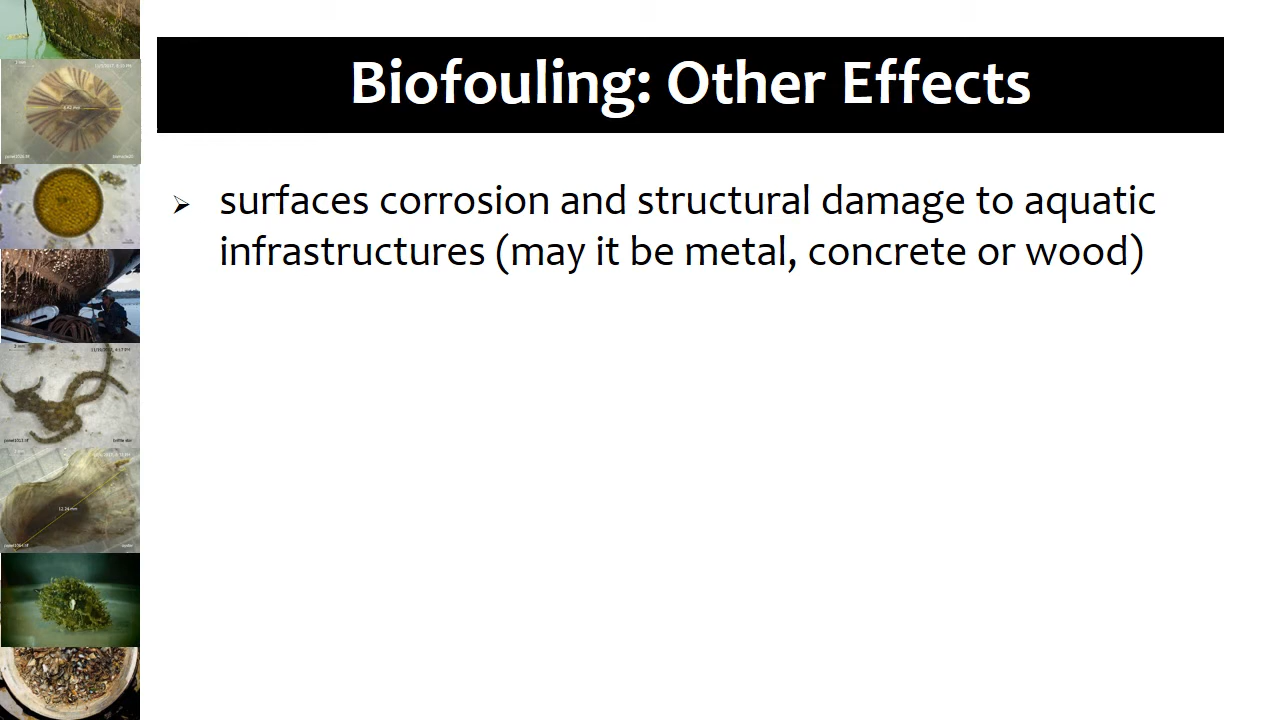 Biofouling: Other Effects
surfaces corrosion and structural damage to aquatic
infrastructures (may it be metal, concrete or wood)